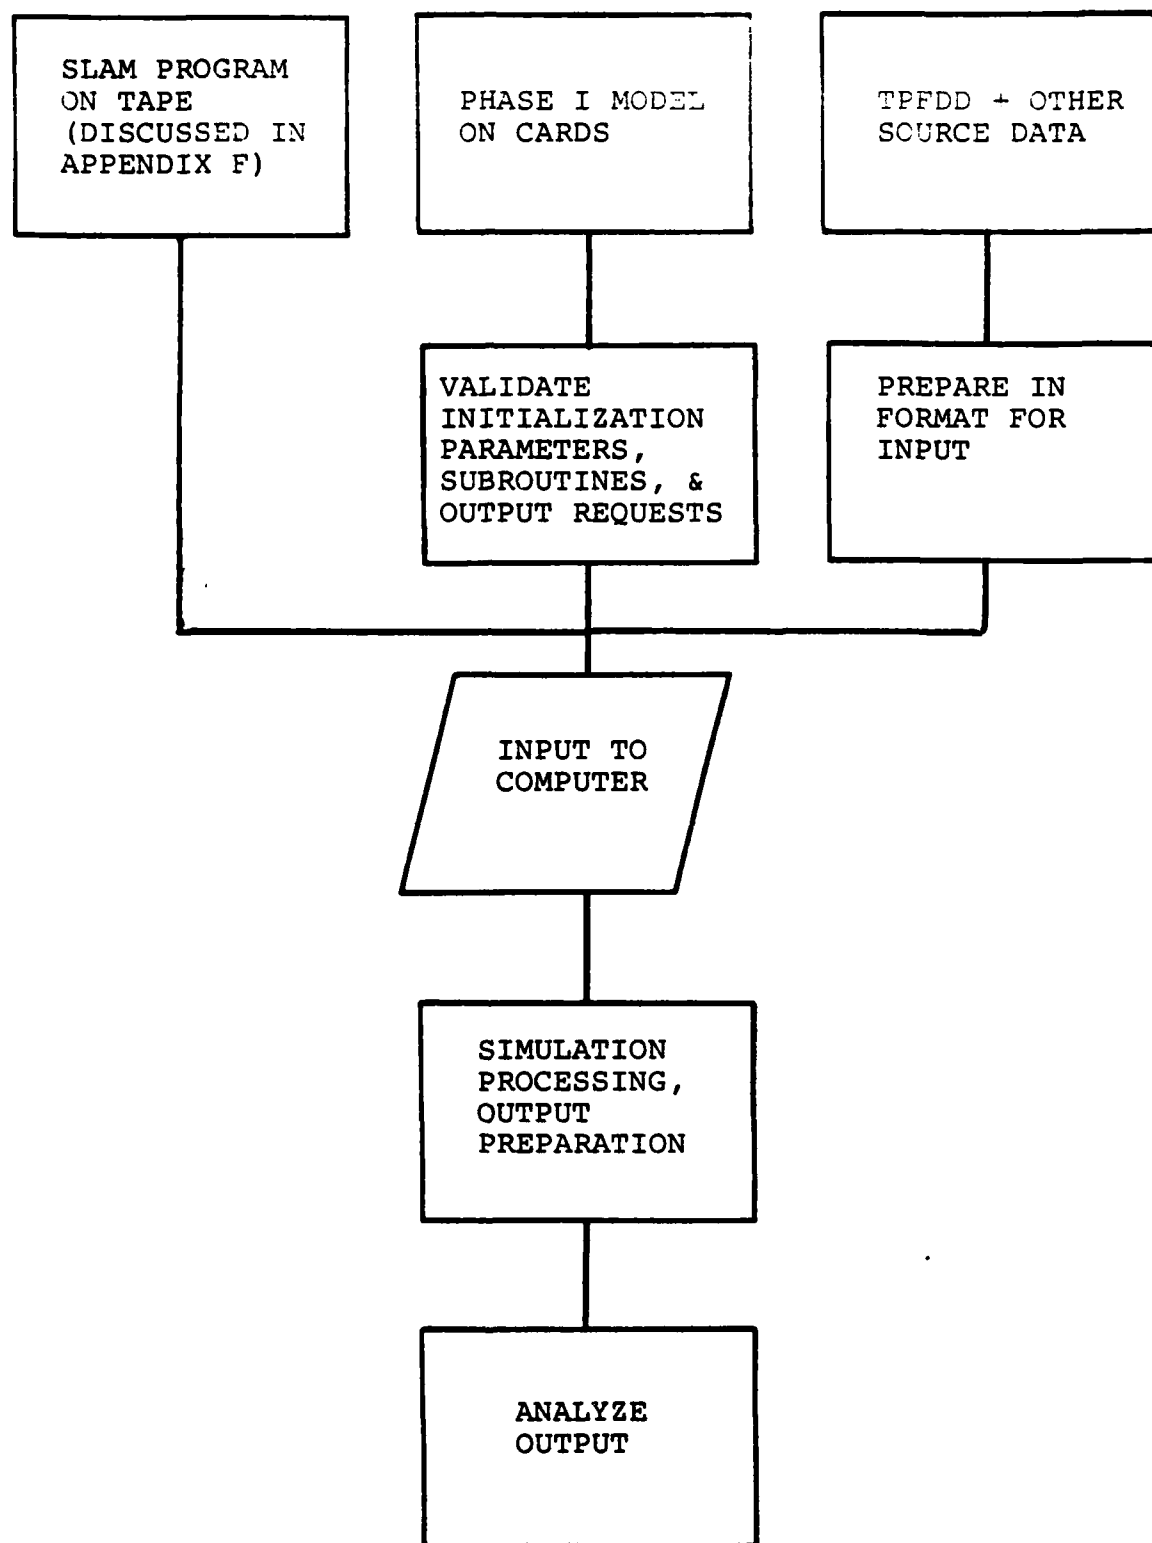 SLAM PROGRAM
ON TAPE
(DISCUSSED IN
APPENDIX F)
PHASE I MODEL
ON CARDS
TPFDD + OTHER
SOURCE DATA
VALIDATE
INITIALIZATION
PARAMETERS,
SUBROUTINES, &
OUTPUT REQUESTS
PREPARE IN
FORMAT FOR
INPUT
INPUT TO
COMPUTER
SIMULATION
PROCESSING,
OUTPUT
PREPARATION
ANALYZE
OUTPUT